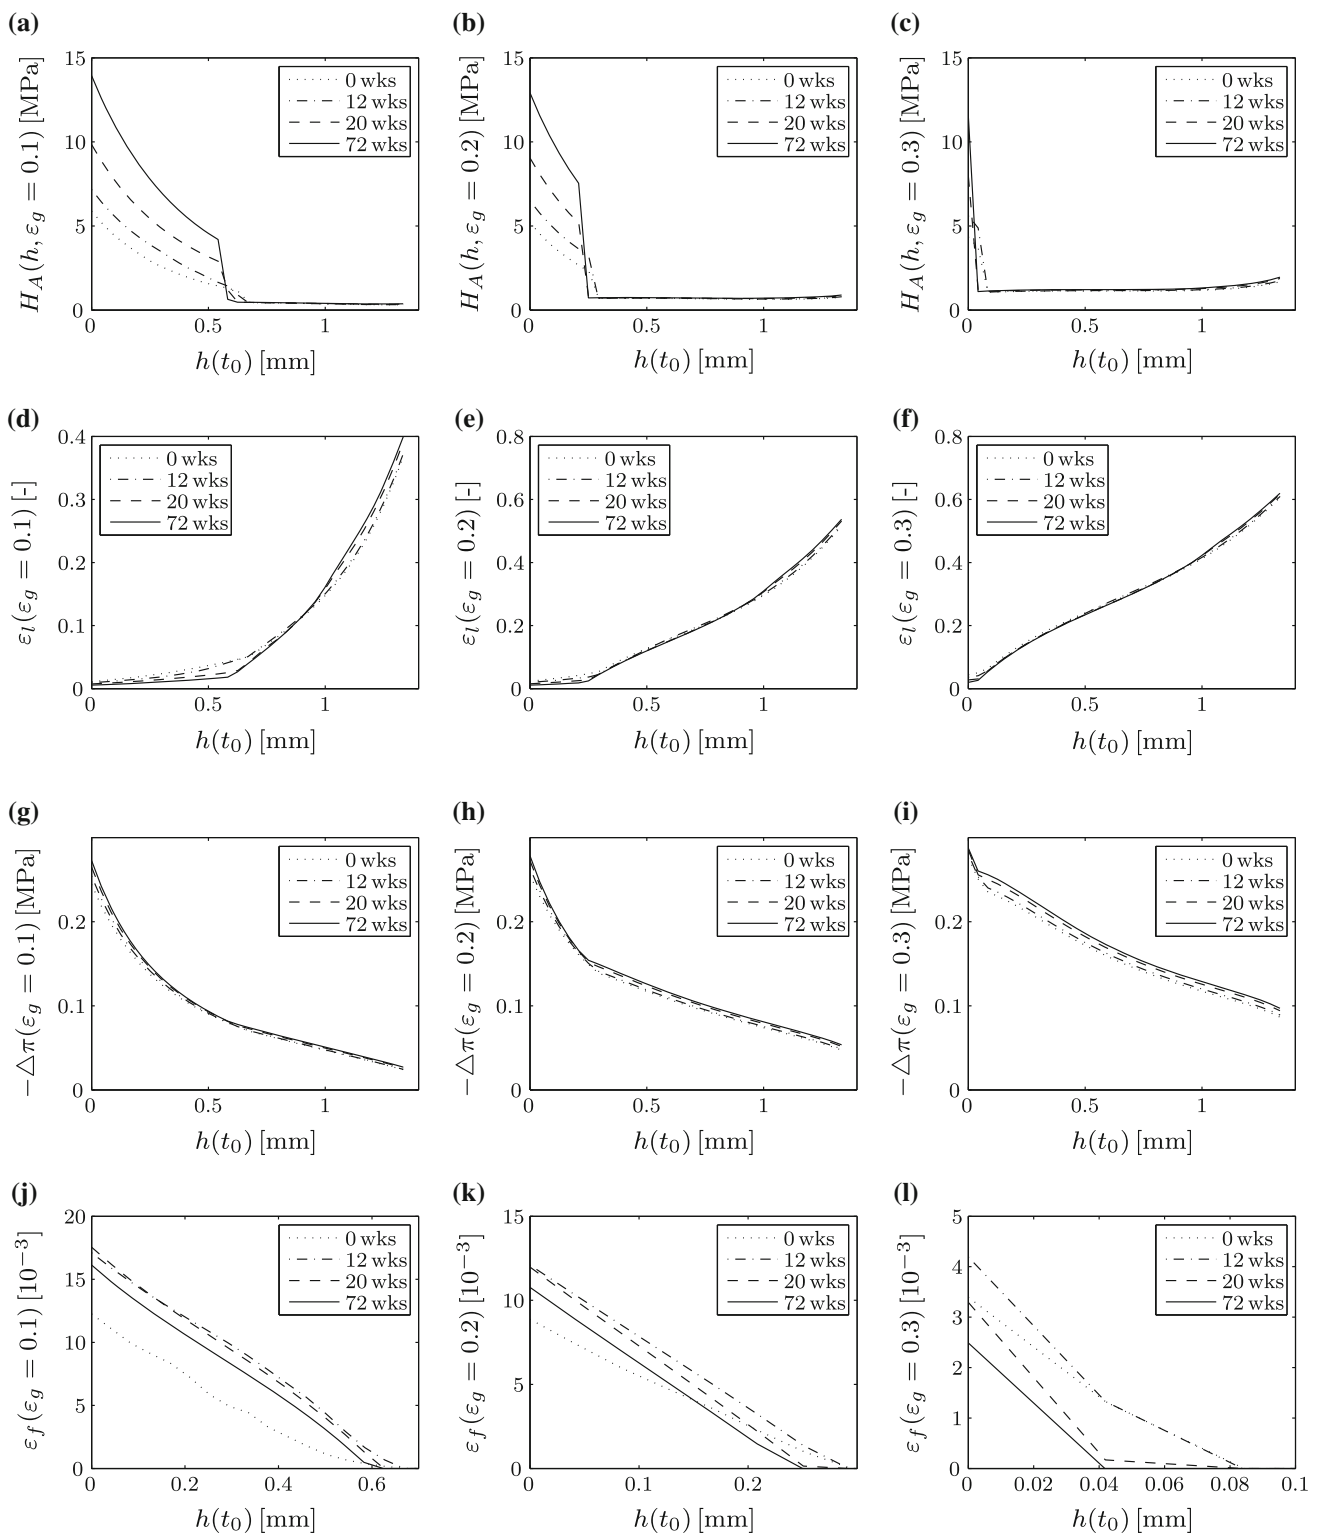 (a)
H_A(h, ε_g = 0.1) [MPa]
15
10
5
0
0 wks
12 wks
20 wks
72 wks
0 0.5 1
h(t_0) [mm]
(b)
H_A(h, ε_g = 0.2) [MPa]
15
10
5
0
0 wks
12 wks
20 wks
72 wks
0 0.5 1
h(t_0) [mm]
(c)
H_A(h, ε_g = 0.3) [MPa]
15
10
5
0
0 wks
12 wks
20 wks
72 wks
0 0.5 1
h(t_0) [mm]
(d)
ε_l(ε_g = 0.1) [-]
0.4
0.3
0.2
0.1
0
0 wks
12 wks
20 wks
72 wks
0 0.5 1
h(t_0) [mm]
(e)
ε_l(ε_g = 0.2) [-]
0.8
0.6
0.4
0.2
0
0 wks
12 wks
20 wks
72 wks
0 0.5 1
h(t_0) [mm]
(f)
ε_l(ε_g = 0.3) [-]
0.8
0.6
0.4
0.2
0
0 wks
12 wks
20 wks
72 wks
0 0.5 1
h(t_0) [mm]
(g)
−△π(ε_g = 0.1) [MPa]
0.2
0.1
0
0 wks
12 wks
20 wks
72 wks
0 0.5 1
h(t_0) [mm]
(h)
−△π(ε_g = 0.2) [MPa]
0.2
0.1
0
0 wks
12 wks
20 wks
72 wks
0 0.5 1
h(t_0) [mm]
(i)
−△π(ε_g = 0.3) [MPa]
0.2
0.1
0
0 wks
12 wks
20 wks
72 wks
0 0.5 1
h(t_0) [mm]
(j)
ε_f(ε_g = 0.1) [10⁻³]
20
15
10
5
0
0 wks
12 wks
20 wks
72 wks
0 0.2 0.4 0.6
h(t_0) [mm]
(k)
ε_f(ε_g = 0.2) [10⁻³]
15
10
5
0
0 wks
12 wks
20 wks
72 wks
0 0.1 0.2
h(t_0) [mm]
(l)
ε_f(ε_g = 0.3) [10⁻³]
5
4
3
2
1
0
0 wks
12 wks
20 wks
72 wks
0 0.02 0.04 0.06 0.08 0.1
h(t_0) [mm]